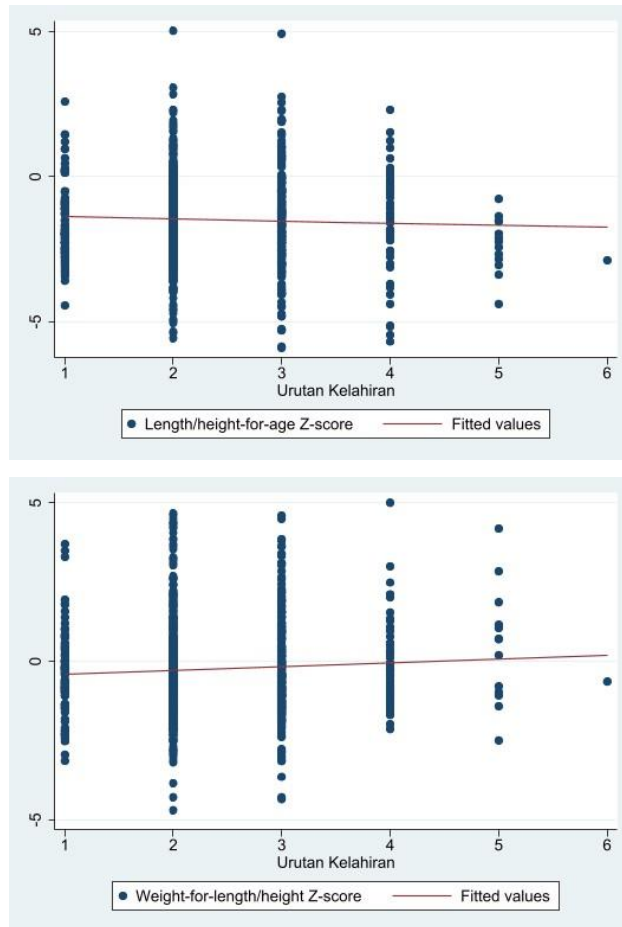 5
0
-5
1 2 3 4 5 6
Urutan Kelahiran
Length/height-for-age Z-score Fitted values
5
0
-5
1 2 3 4 5 6
Urutan Kelahiran
Weight-for-length/height Z-score Fitted values